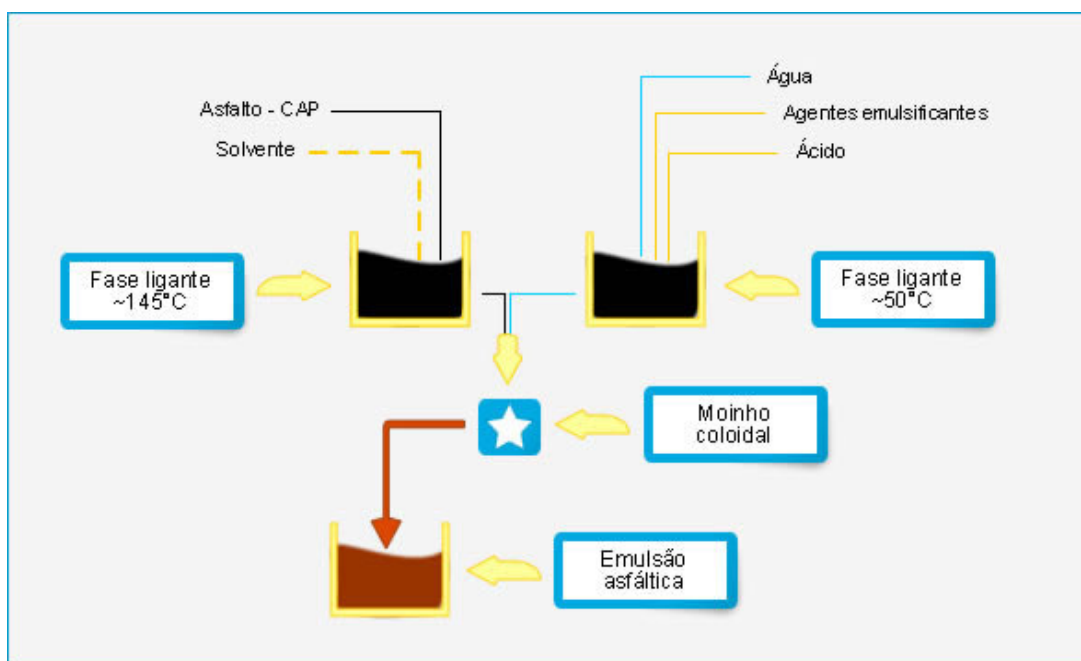 Água
Asfalto - CAP
Agentes emulsificantes
Solvente
Ácido
Fase ligante
~145°C
Fase ligante
~50°C
Moinho
coloidal
Emulsão
asfáltica